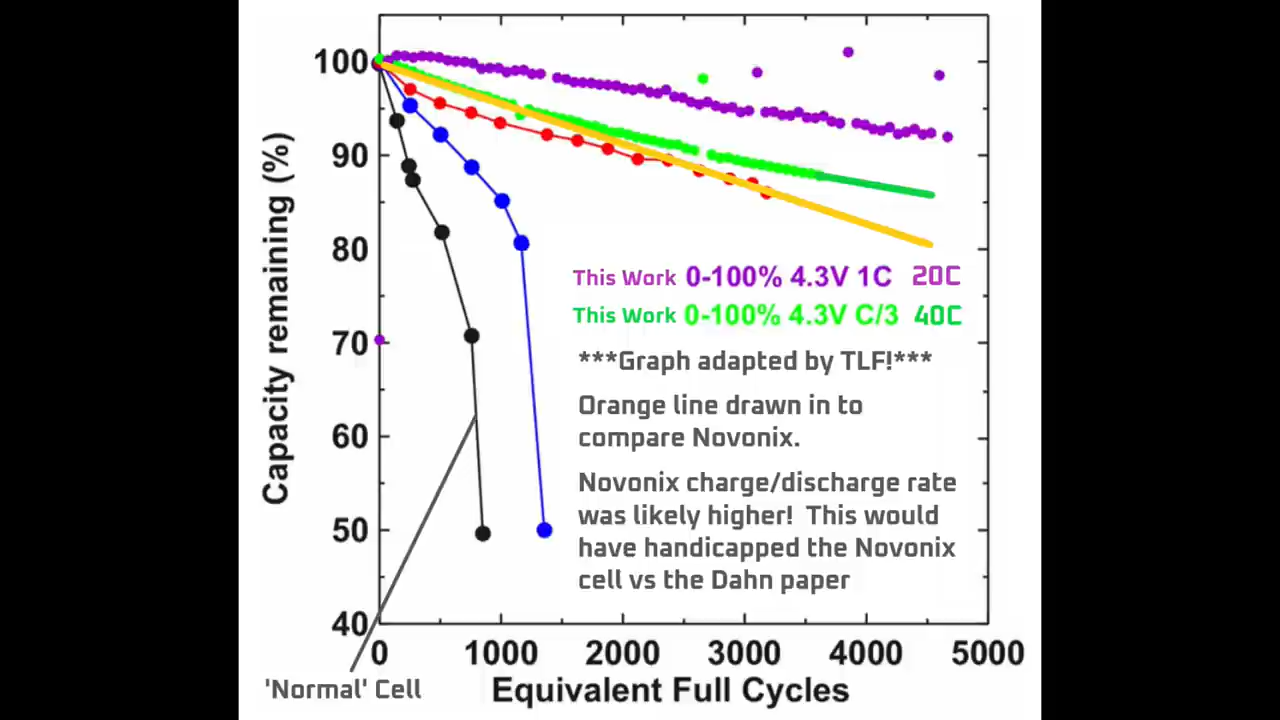 100
90
80
70
60
50
40
Capacity remaining (%)
This Work 0-100% 4.3V 1C 20C
This Work 0-100% 4.3V C/3 40C
***Graph adapted by TLF!***
Orange line drawn in to
compare Novonix.
Novonix charge/discharge rate
was likely higher! This would
have handicapped the Novonix
cell vs the Dahn paper
0 1000 2000 3000 4000 5000
'Normal' Cell
Equivalent Full Cycles